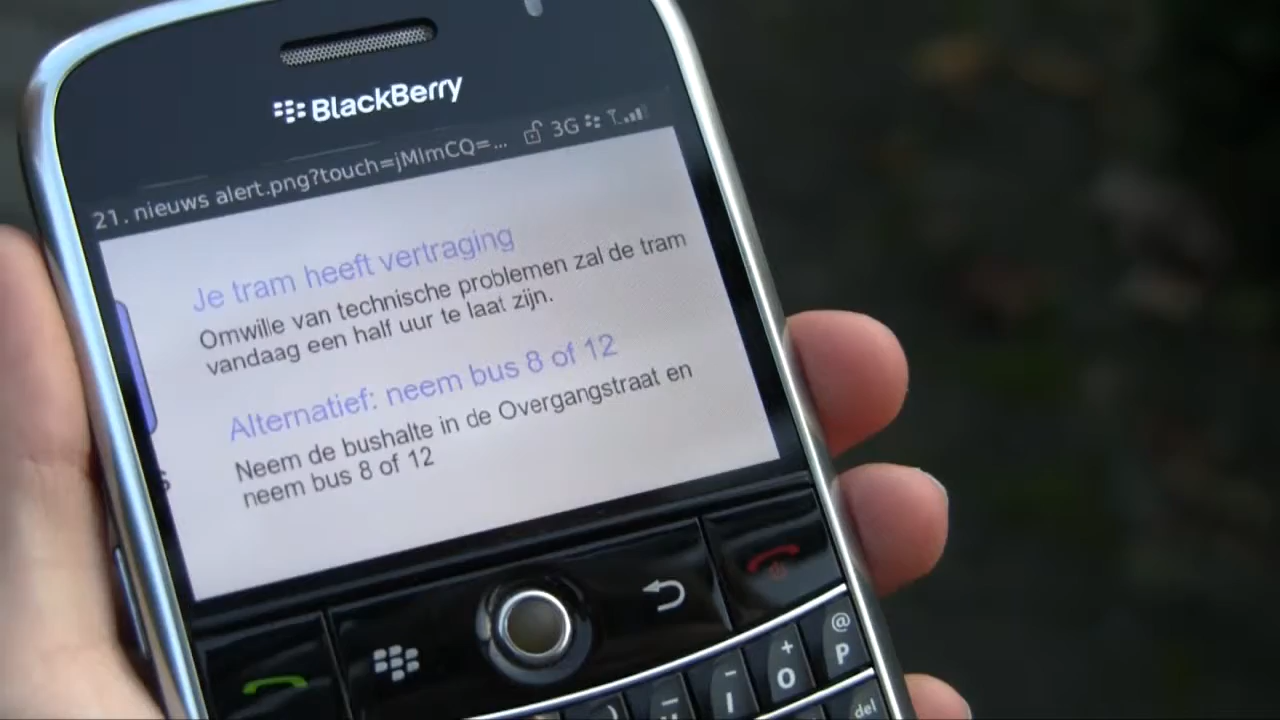 BlackBerry
21. nieuws alert.png?touch=jMImCQ=... 3G
Je tram heeft vertraging
Omwille van technische problemen zal de tram
vandaag een half uur te laat zijn.
Alternatief: neem bus 8 of 12
Neem de bushalte in de Overgangstraat en
neem bus 8 of 12
@
P
+
O
-
I
del